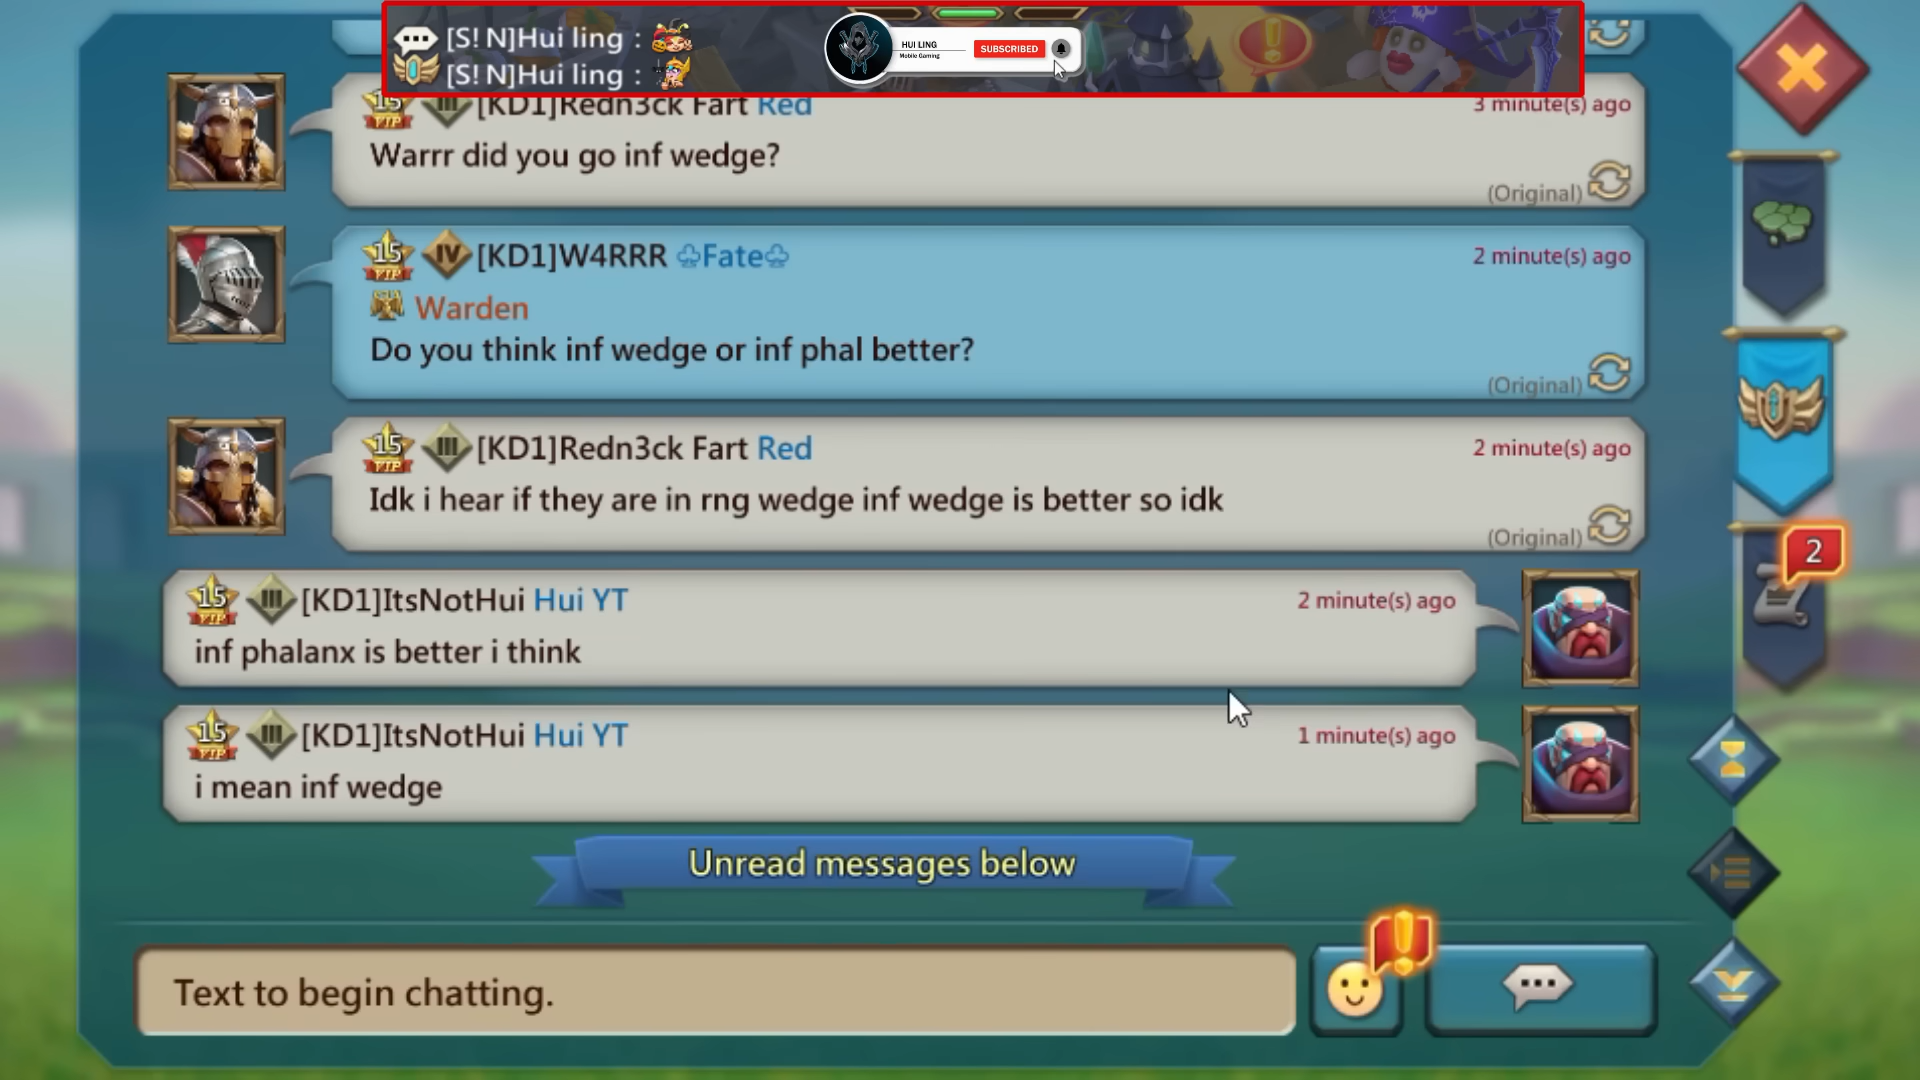 [S! N]Hui ling :
[S! N]Hui ling :
HUI LING
Mobile Gaming
SUBSCRIBED
15 VIP III [KD1]Redn3ck Fart Red 3 minute(s) ago
Warrr did you go inf wedge?
(Original)
15 VIP IV [KD1]W4RRR ♧Fate♧ 2 minute(s) ago
Warden
Do you think inf wedge or inf phal better?
(Original)
15 VIP III [KD1]Redn3ck Fart Red 2 minute(s) ago
Idk i hear if they are in rng wedge inf wedge is better so idk
(Original)
2
15 VIP III [KD1]ItsNotHui Hui YT 2 minute(s) ago
inf phalanx is better i think
15 VIP III [KD1]ItsNotHui Hui YT 1 minute(s) ago
i mean inf wedge
Unread messages below
Text to begin chatting.